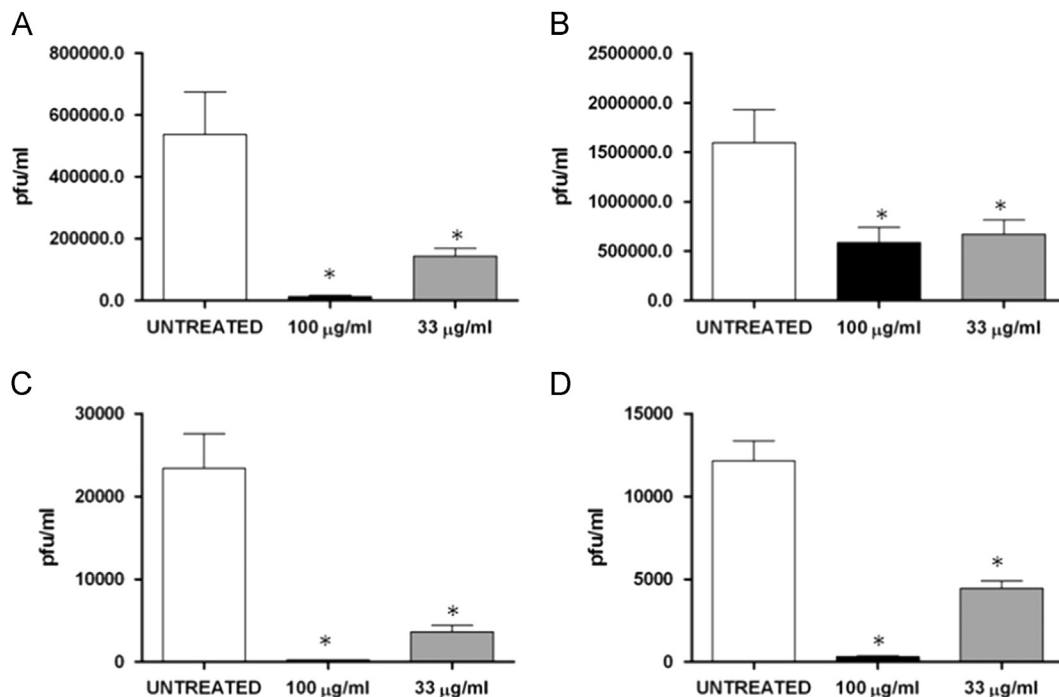 A
pfu/ml
800000.0
600000.0
400000.0
200000.0
0.0
*
*
UNTREATED 100 µg/ml 33 µg/ml
B
pfu/ml
2500000.0
2000000.0
1500000.0
1000000.0
500000.0
0.0
*
*
UNTREATED 100 µg/ml 33 µg/ml
C
pfu/ml
30000
20000
10000
0
*
*
UNTREATED 100 µg/ml 33 µg/ml
D
pfu/ml
15000
10000
5000
0
*
*
UNTREATED 100 µg/ml 33 µg/ml